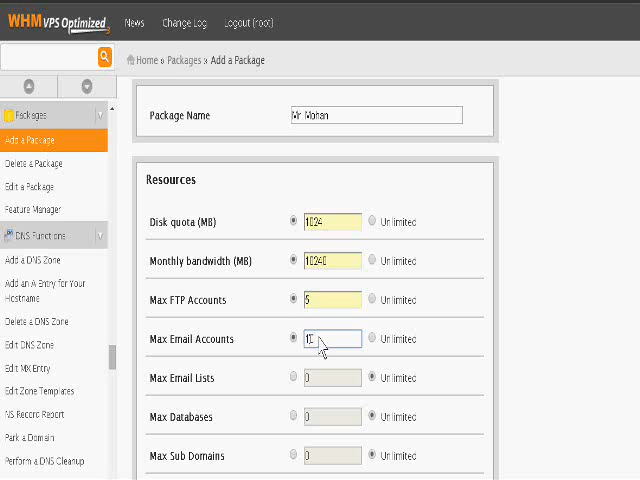 WHM VPS Optimized 3 News Change Log Logout (root)
Home » Packages » Add a Package
Packages
Add a Package
Delete a Package
Edit a Package
Feature Manager
DNS Functions
Add a DNS Zone
Add an A Entry for Your
Hostname
Delete a DNS Zone
Edit DNS Zone
Edit MX Entry
Edit Zone Templates
NS Record Report
Park a Domain
Perform a DNS Cleanup
Package Name Mr. Mohan
Resources
Disk quota (MB) 1024 Unlimited
Monthly bandwidth (MB) 10240 Unlimited
Max FTP Accounts 5 Unlimited
Max Email Accounts Unlimited
Max Email Lists 0 Unlimited
Max Databases 0 Unlimited
Max Sub Domains 0 Unlimited